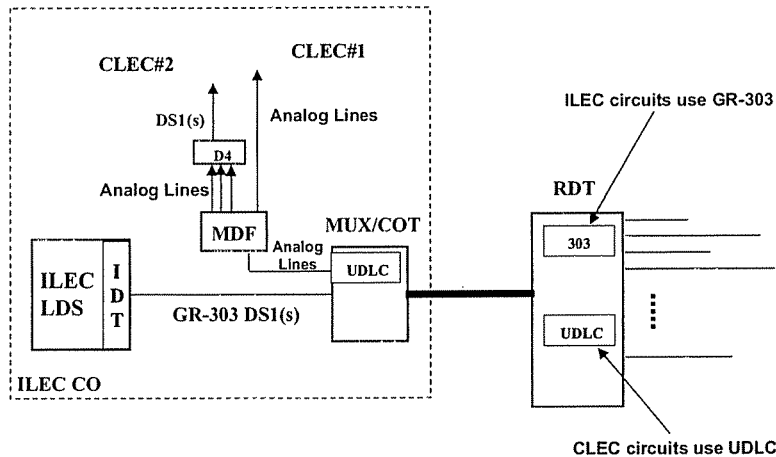 CLEC#2
CLEC#1
ILEC circuits use GR-303
DS1(s)
Analog Lines
D4
Analog Lines
RDT
MDF
MUX/COT
303
Analog
Lines
UDLC
ILEC
LDS
I
D
T
GR-303 DS1(s)
UDLC
ILEC CO
CLEC circuits use UDLC